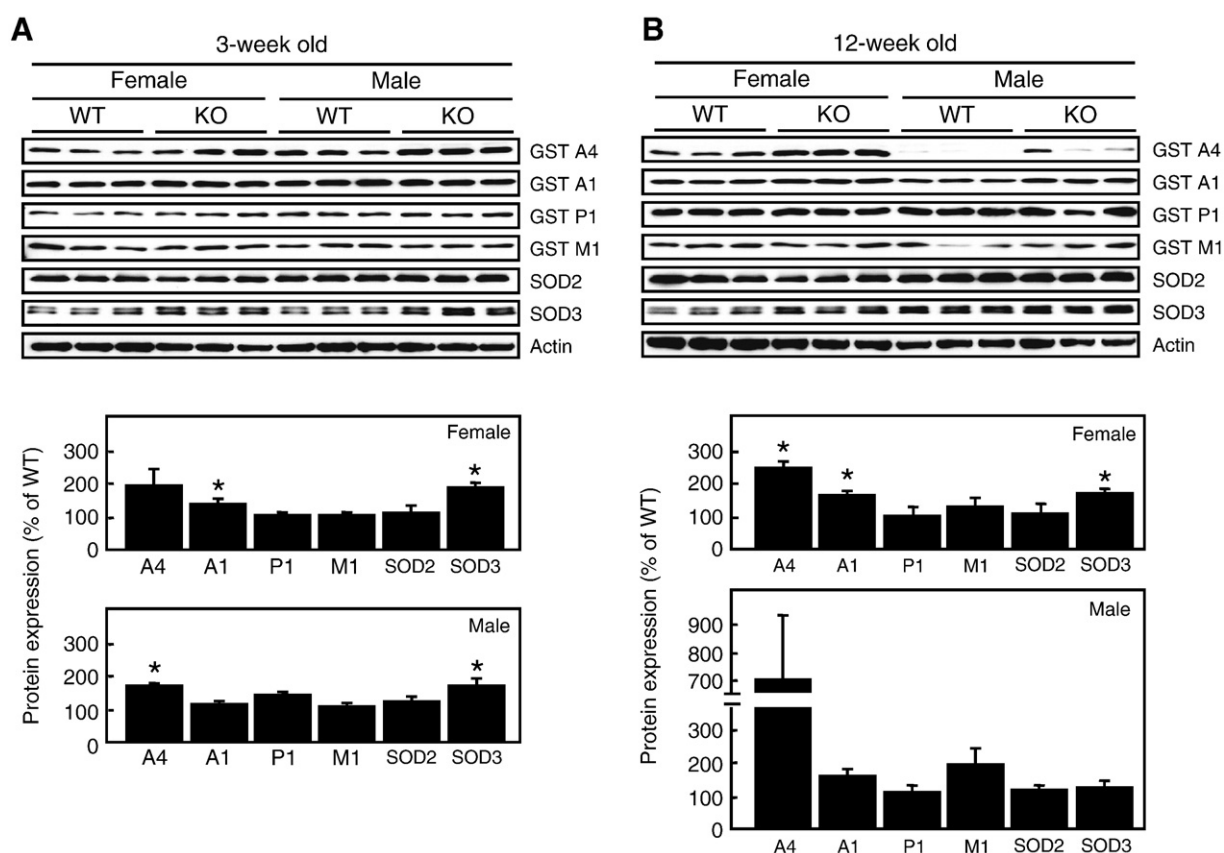 A
3-week old
Female Male
WT KO WT KO
GST A4
GST A1
GST P1
GST M1
SOD2
SOD3
Actin
Protein expression (% of WT)
Female
300
200
100
0
* *
A4 A1 P1 M1 SOD2 SOD3
Male
300
200
100
0
* *
A4 A1 P1 M1 SOD2 SOD3
B
12-week old
Female Male
WT KO WT KO
GST A4
GST A1
GST P1
GST M1
SOD2
SOD3
Actin
Protein expression (% of WT)
Female
300
200
100
0
* * *
A4 A1 P1 M1 SOD2 SOD3
Male
900
800
700
300
200
100
0
A4 A1 P1 M1 SOD2 SOD3